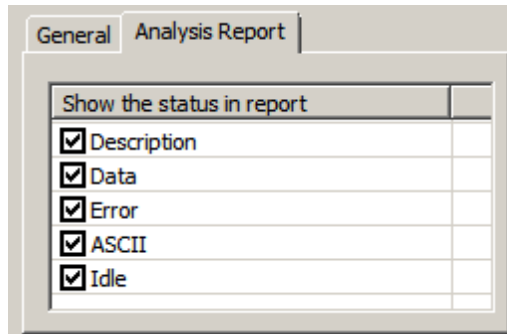 General Analysis Report
Show the status in report
Description
Data
Error
ASCII
Idle